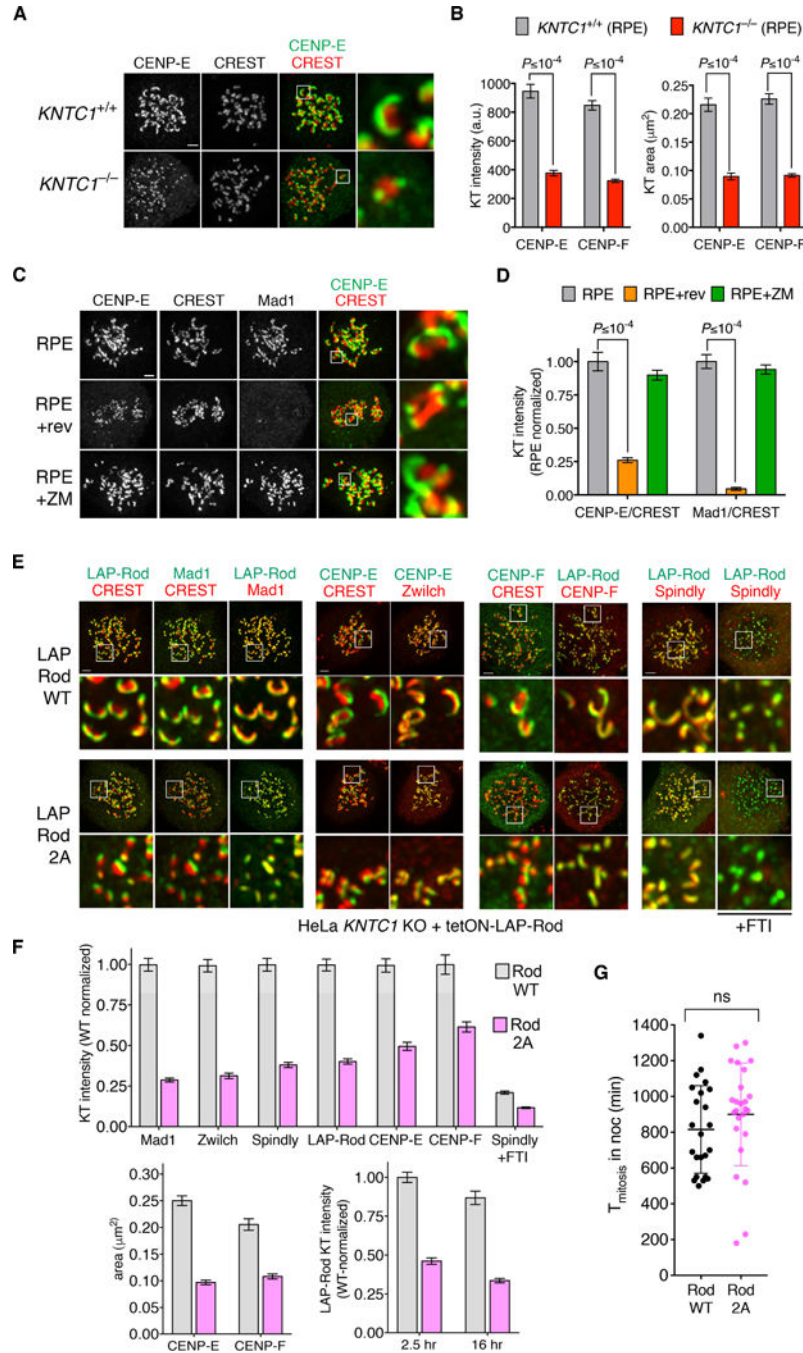 A
CENP-E CREST CENP-E
CREST
KNTC1+/+
KNTC1−/−
B
KNTC1+/+ (RPE) KNTC1−/− (RPE)
P≤10-4 P≤10-4 P≤10-4 P≤10-4
KT intensity (a.u.)
1000
800
600
400
200
0
CENP-E CENP-F
KT area (μm2)
0.25
0.20
0.15
0.10
0.05
0.00
CENP-E CENP-F
C
CENP-E CREST Mad1 CENP-E
CREST
RPE
RPE
+rev
RPE
+ZM
D
RPE RPE+rev RPE+ZM
P≤10-4 P≤10-4
KT intensity
(RPE normalized)
1.00
0.75
0.50
0.25
0.00
CENP-E/CREST Mad1/CREST
E
LAP-Rod Mad1 LAP-Rod CENP-E CENP-E CENP-F LAP-Rod LAP-Rod LAP-Rod
CREST CREST Mad1 CREST Zwilch CREST CENP-F Spindly Spindly
LAP
Rod
WT
LAP
Rod
2A
HeLa KNTC1 KO + tetON-LAP-Rod +FTI
F
KT intensity (WT normalized)
1.00
0.75
0.50
0.25
0.00
Mad1 Zwilch Spindly LAP-Rod CENP-E CENP-F Spindly
+FTI
Rod
WT
Rod
2A
area (μm2)
0.30
0.25
0.20
0.15
0.10
0.05
0.00
CENP-E CENP-F
LAP-Rod KT intensity
(WT-normalized)
1.00
0.75
0.50
0.25
0.00
2.5 hr 16 hr
G
ns
Tmitosis in noc (min)
1400
1200
1000
800
600
400
200
0
Rod Rod
WT 2A